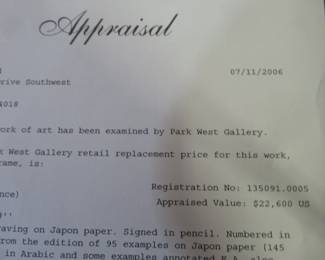 Appraisal
07/11/2006
rive Southwest
4018
ork of art has been examined by Park West Gallery.
k West Gallery retail replacement price for this work,
rame, is:
Registration No: 135091.0005
nce)
Appraised Value: $22,600 US
aving on Japon paper. Signed in pencil. Numbered in
rom the edition of 95 examples on Japon paper (145
in Arabic and some examples annotated E.A. also